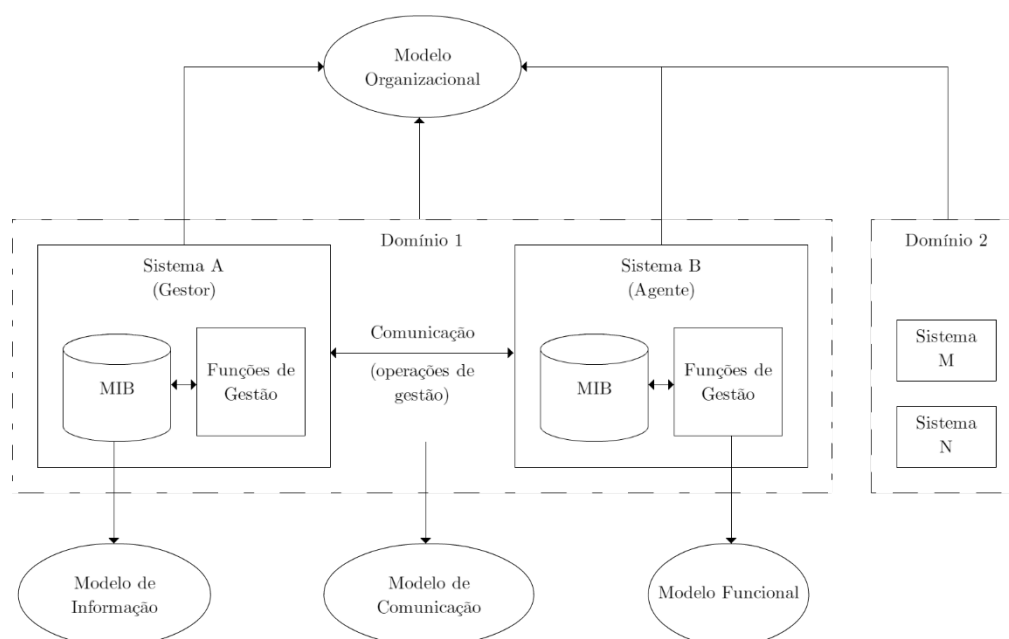 Modelo
Organizacional
Domínio 1
Domínio 2
Sistema A
(Gestor)
MIB
Funções de
Gestão
Comunicação
(operações de
gestão)
Sistema B
(Agente)
MIB
Funções de
Gestão
Sistema
M
Sistema
N
Modelo de
Informação
Modelo de
Comunicação
Modelo Funcional